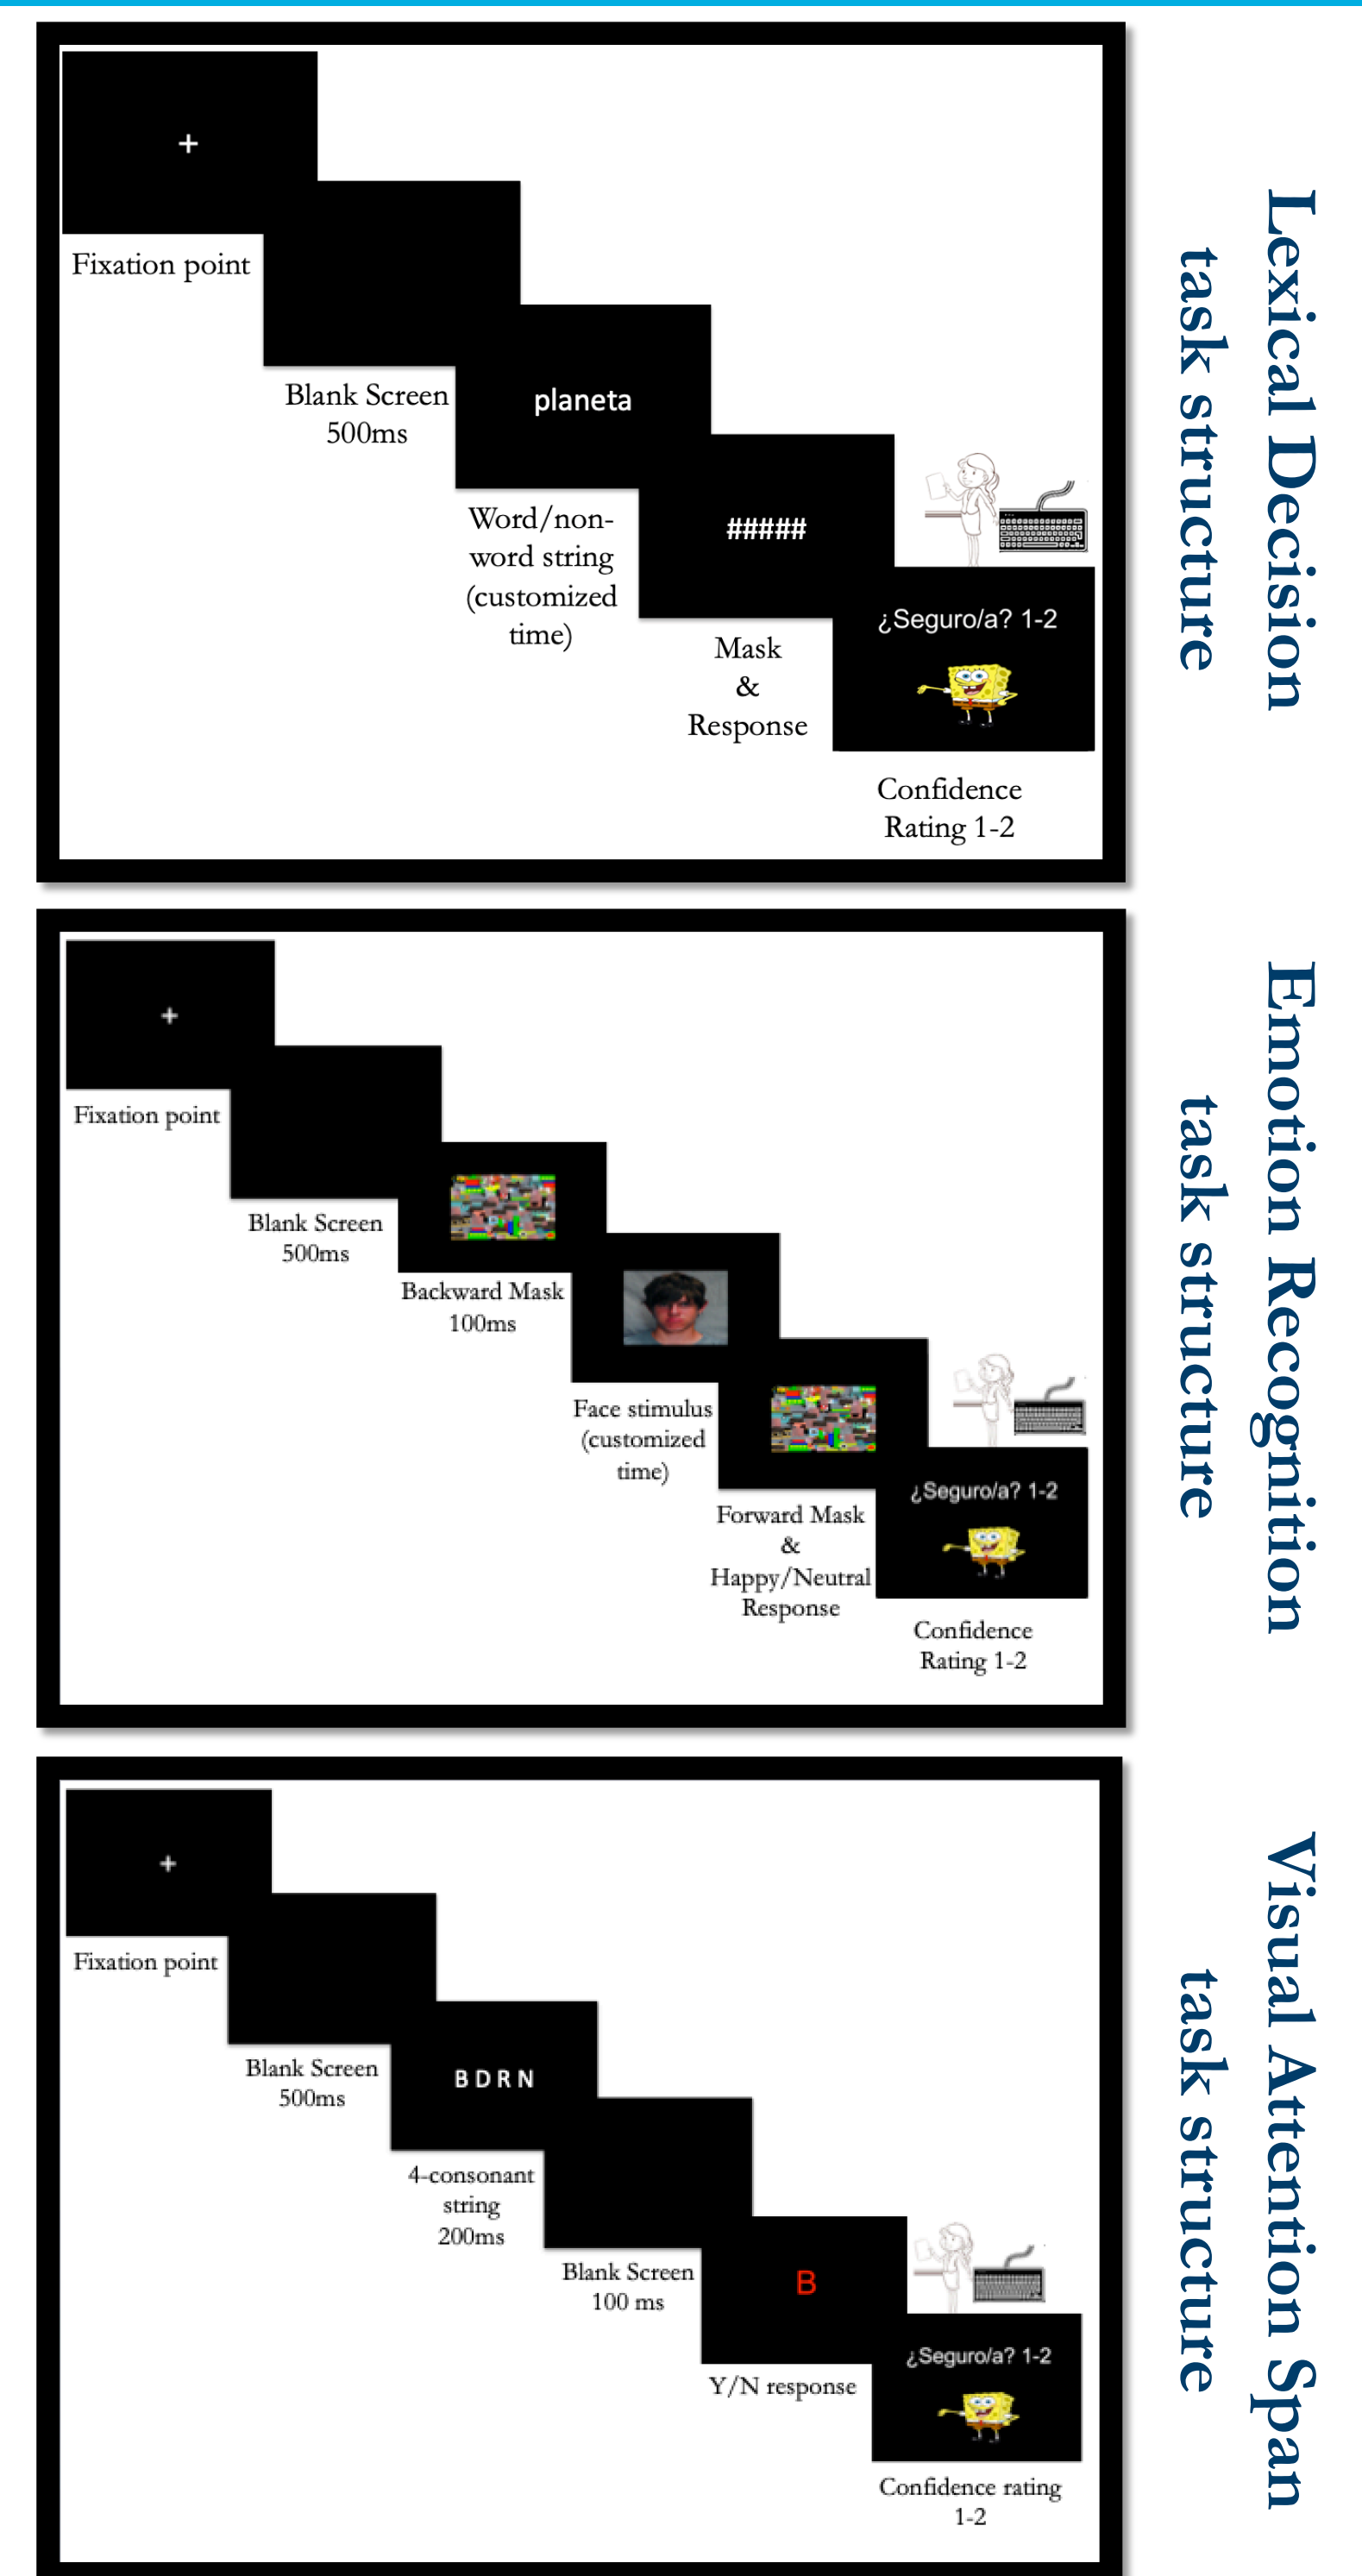 Lexical Decision
task structure
+
Fixation point
Blank Screen
500ms
planeta
Word/non-
word string
(customized
time)
#####
Mask
&
Response
¿Seguro/a? 1-2
Confidence
Rating 1-2
Emotion Recognition
task structure
+
Fixation point
Blank Screen
500ms
Backward Mask
100ms
Face stimulus
(customized
time)
Forward Mask
&
Happy/Neutral
Response
¿Seguro/a? 1-2
Confidence
Rating 1-2
Visual Attention Span
task structure
+
Fixation point
Blank Screen
500ms
B D R N
4-consonant
string
200ms
Blank Screen
100 ms
B
Y/N response
¿Seguro/a? 1-2
Confidence rating
1-2